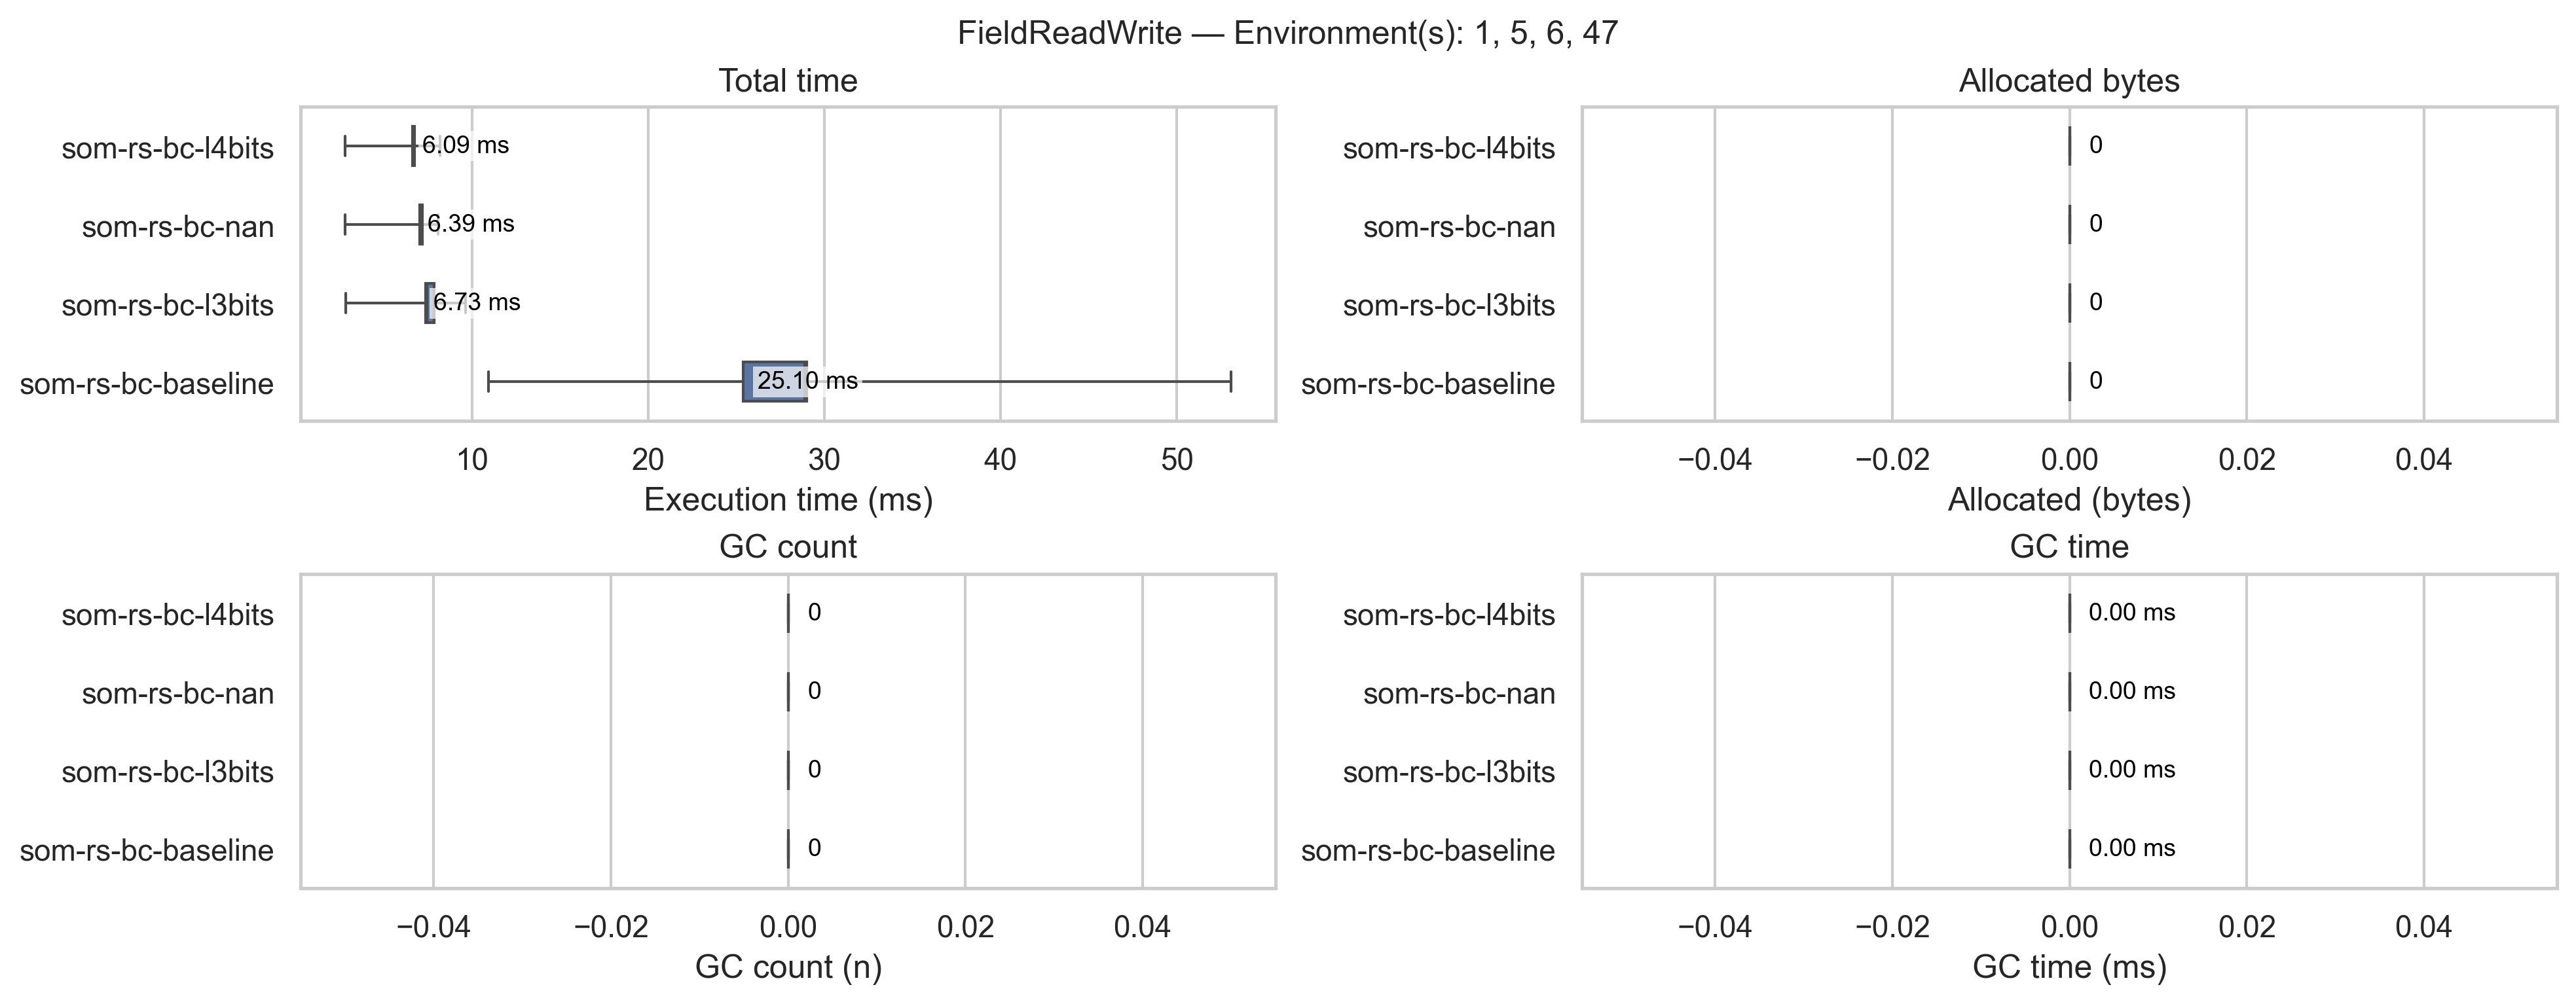 FieldReadWrite — Environment(s): 1, 5, 6, 47
Total time
som-rs-bc-l4bits
6.09 ms
som-rs-bc-nan
6.39 ms
som-rs-bc-l3bits
6.73 ms
som-rs-bc-baseline
25.10 ms
10 20 30 40 50
Execution time (ms)
Allocated bytes
som-rs-bc-l4bits
0
som-rs-bc-nan
0
som-rs-bc-l3bits
0
som-rs-bc-baseline
0
−0.04 −0.02 0.00 0.02 0.04
Allocated (bytes)
GC count
som-rs-bc-l4bits
0
som-rs-bc-nan
0
som-rs-bc-l3bits
0
som-rs-bc-baseline
0
−0.04 −0.02 0.00 0.02 0.04
GC count (n)
GC time
som-rs-bc-l4bits
0.00 ms
som-rs-bc-nan
0.00 ms
som-rs-bc-l3bits
0.00 ms
som-rs-bc-baseline
0.00 ms
−0.04 −0.02 0.00 0.02 0.04
GC time (ms)